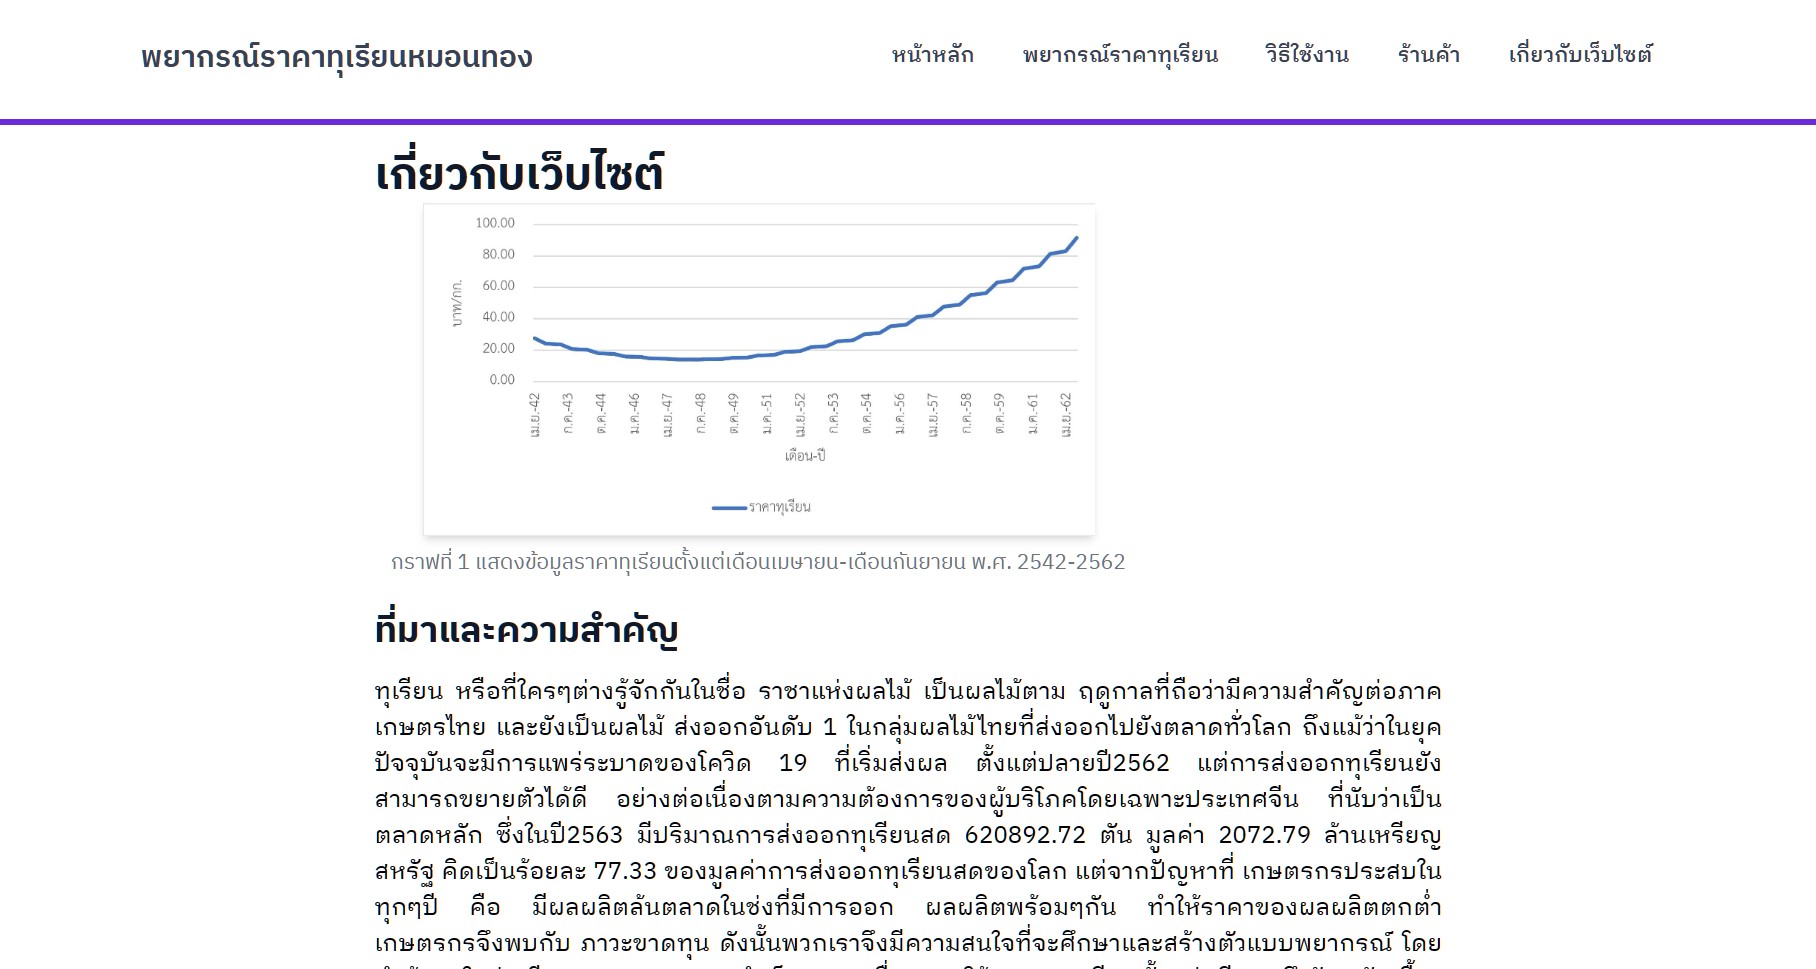 พยากรณ์ราคาทุเรียนหมอนทอง
หน้าหลัก พยากรณ์ราคาทุเรียน วิธีใช้งาน ร้านค้า เกี่ยวกับเว็บไซต์
เกี่ยวกับเว็บไซต์
100.00
80.00
60.00
40.00
20.00
0.00
บาท/กก.
เม.ย.-42 ก.ค.-43 ต.ค.-44 ม.ค.-46 เม.ย.-47 ก.ค.-48 ต.ค.-49 ม.ค.-51 เม.ย.-52 ก.ค.-53 ต.ค.-54 ม.ค.-56 เม.ย.-57 ก.ค.-58 ต.ค.-59 ม.ค.-61 เม.ย.-62
เดือน-ปี
ราคาทุเรียน
กราฟที่ 1 แสดงข้อมูลราคาทุเรียนตั้งแต่เดือนเมษายน-เดือนกันยายน พ.ศ. 2542-2562
ที่มาและความสำคัญ
ทุเรียน หรือที่ใครๆต่างรู้จักกันในชื่อ ราชาแห่งผลไม้ เป็นผลไม้ตาม ฤดูกาลที่ถือว่ามีความสำคัญต่อภาค
เกษตรไทย และยังเป็นผลไม้ ส่งออกอันดับ 1 ในกลุ่มผลไม้ไทยที่ส่งออกไปยังตลาดทั่วโลก ถึงแม้ว่าในยุค
ปัจจุบันจะมีการแพร่ระบาดของโควิด 19 ที่เริ่มส่งผล ตั้งแต่ปลายปี2562 แต่การส่งออกทุเรียนยัง
สามารถขยายตัวได้ดี อย่างต่อเนื่องตามความต้องการของผู้บริโภคโดยเฉพาะประเทศจีน ที่นับว่าเป็น
ตลาดหลัก ซึ่งในปี2563 มีปริมาณการส่งออกทุเรียนสด 620892.72 ตัน มูลค่า 2072.79 ล้านเหรียญ
สหรัฐ คิดเป็นร้อยละ 77.33 ของมูลค่าการส่งออกทุเรียนสดของโลก แต่จากปัญหาที่ เกษตรกรประสบใน
ทุกๆปี คือ มีผลผลิตล้นตลาดในช่งที่มีการออก ผลผลิตพร้อมๆกัน ทำให้ราคาของผลผลิตตกต่ำ
เกษตรกรจึงพบกับ ภาวะขาดทุน ดังนั้นพวกเราจึงมีความสนใจที่จะศึกษาและสร้างตัวแบบพยากรณ์ โดย